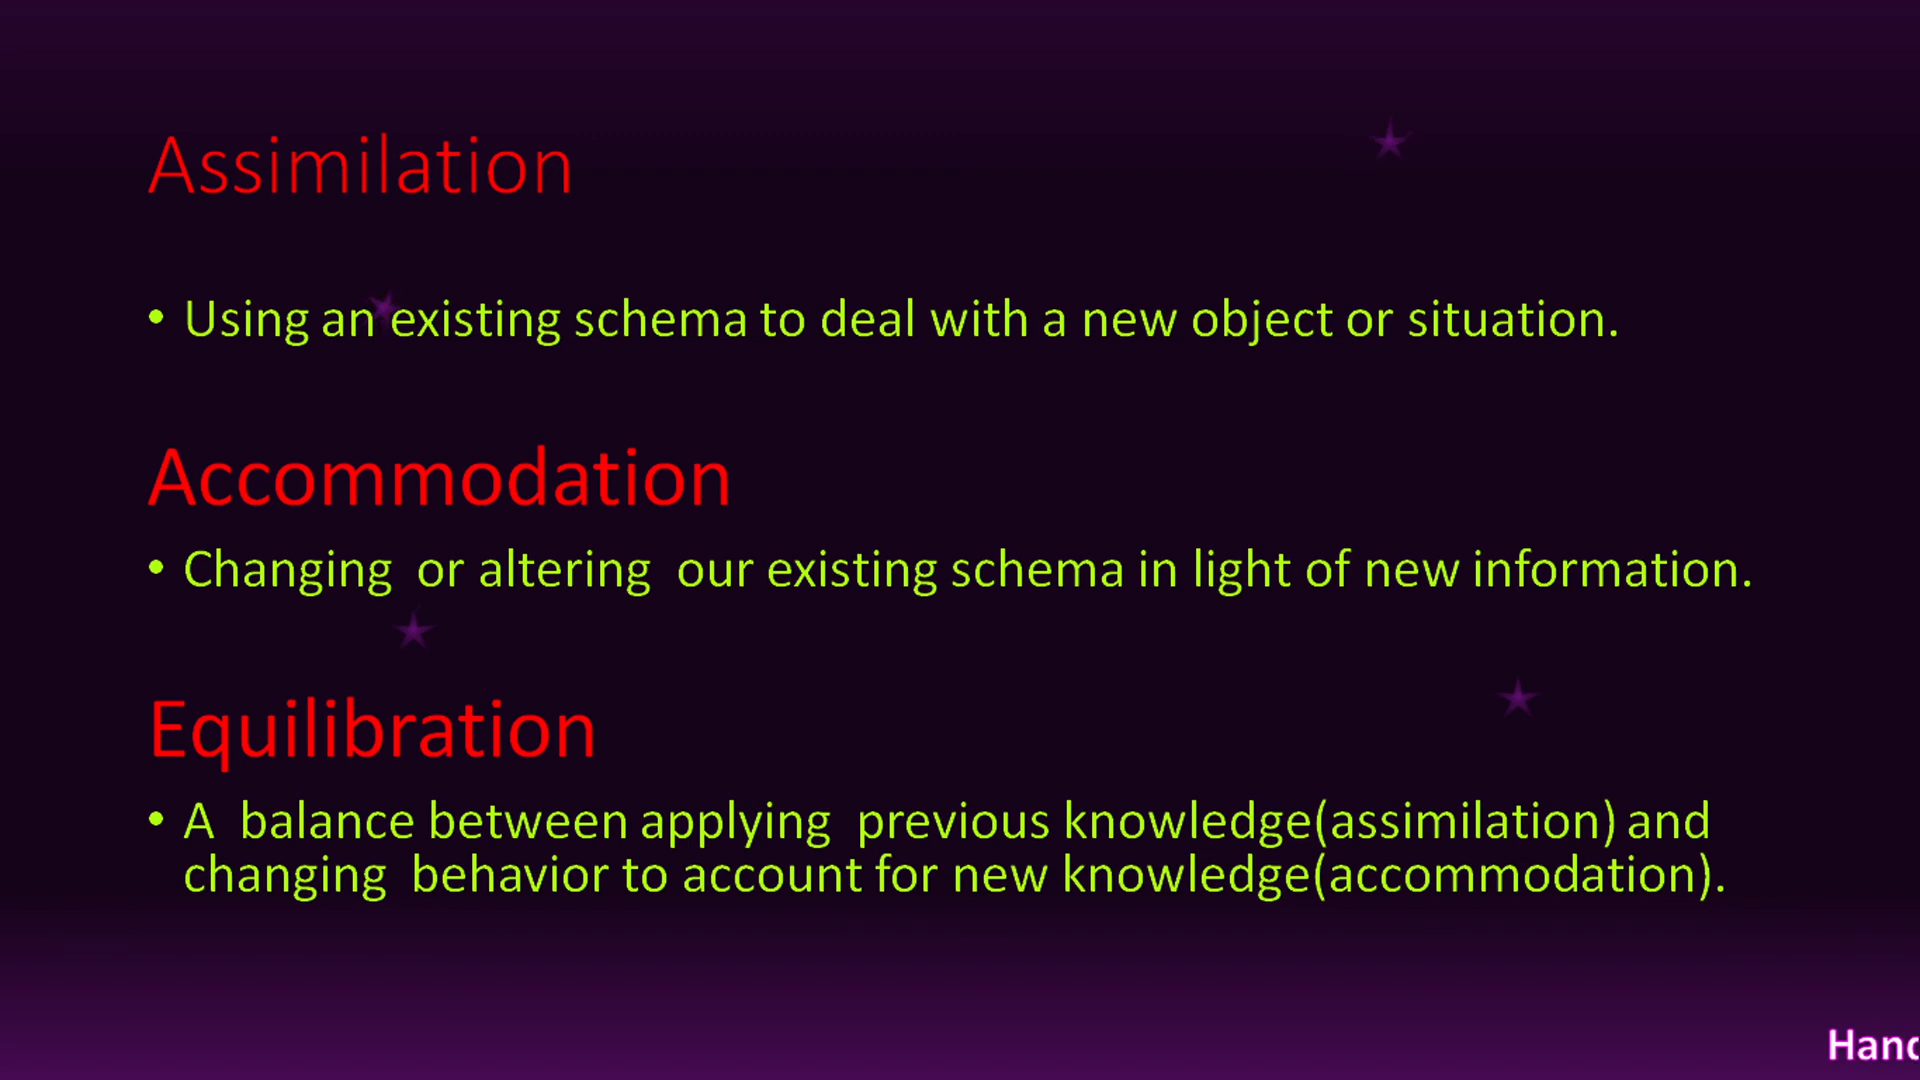 Assimilation
• Using an existing schema to deal with a new object or situation.
Accommodation
• Changing  or altering  our existing schema in light of new information.
Equilibration
• A  balance between applying  previous knowledge(assimilation) and
changing  behavior to account for new knowledge(accommodation).